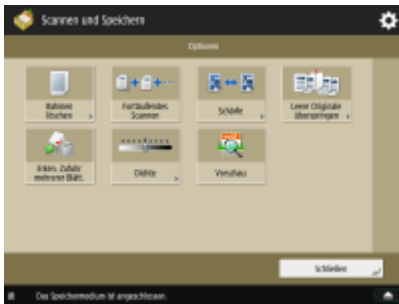 Scannen und Speichern
Optionen
Rahmen
löschen
Fortlaufendes
Scannen
Schärfe
Leere Originale
überspringen
Erken. Zufuhr
mehrerer Blätt.
Dichte
Vorschau
Schließen
Das Speichermedium ist angeschlossen.